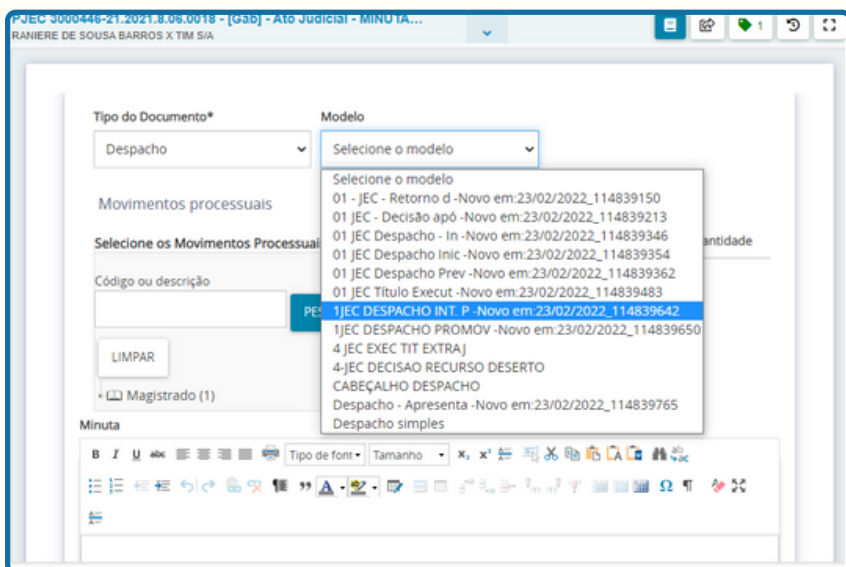 PJEC 3000446-21.2021.8.06.0018 - [Gab] - Ato Judicial - MINUTA...
RANIERE DE SOUSA BARROS X TIM S/A
1
Tipo do Documento* Modelo
Despacho Selecione o modelo
Selecione o modelo
01 - JEC - Retorno d -Novo em:23/02/2022_114839150
Movimentos processuais
01 JEC - Decisão apó -Novo em:23/02/2022_114839213
01 JEC Despacho - In -Novo em:23/02/2022_114839346
Selecione os Movimentos Processuai antidade
01 JEC Despacho Inic -Novo em:23/02/2022_114839354
01 JEC Despacho Prev -Novo em:23/02/2022_114839362
Código ou descrição
01 JEC Título Execut -Novo em:23/02/2022_114839483
PE 1JEC DESPACHO INT. P -Novo em:23/02/2022_114839642
1JEC DESPACHO PROMOV -Novo em:23/02/2022_114839650
LIMPAR 4 JEC EXEC TIT EXTRAJ
4-JEC DECISAO RECURSO DESERTO
CABEÇALHO DESPACHO
Magistrado (1)
Despacho - Apresenta -Novo em:23/02/2022_114839765
Despacho simples
Minuta
B I U abc Tipo de font Tamanho X₂ X²
A Ω ¶